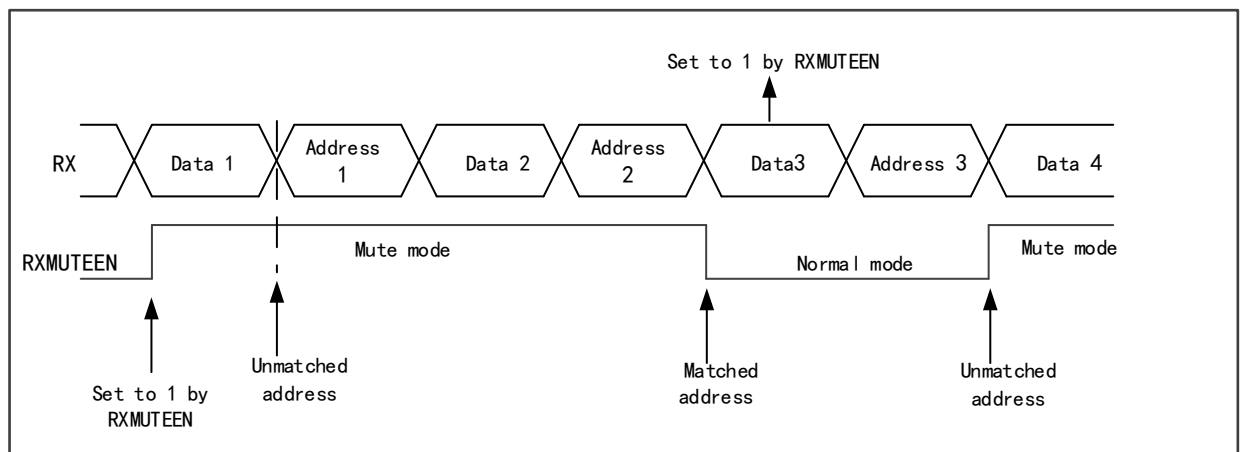 Set to 1 by RXMUTEEN
RX
Data 1
Address
1
Data 2
Address
2
Data3
Address 3
Data 4
RXMUTEEN
Mute mode
Normal mode
Mute mode
Set to 1 by
RXMUTEEN
Unmatched
address
Matched
address
Unmatched
address